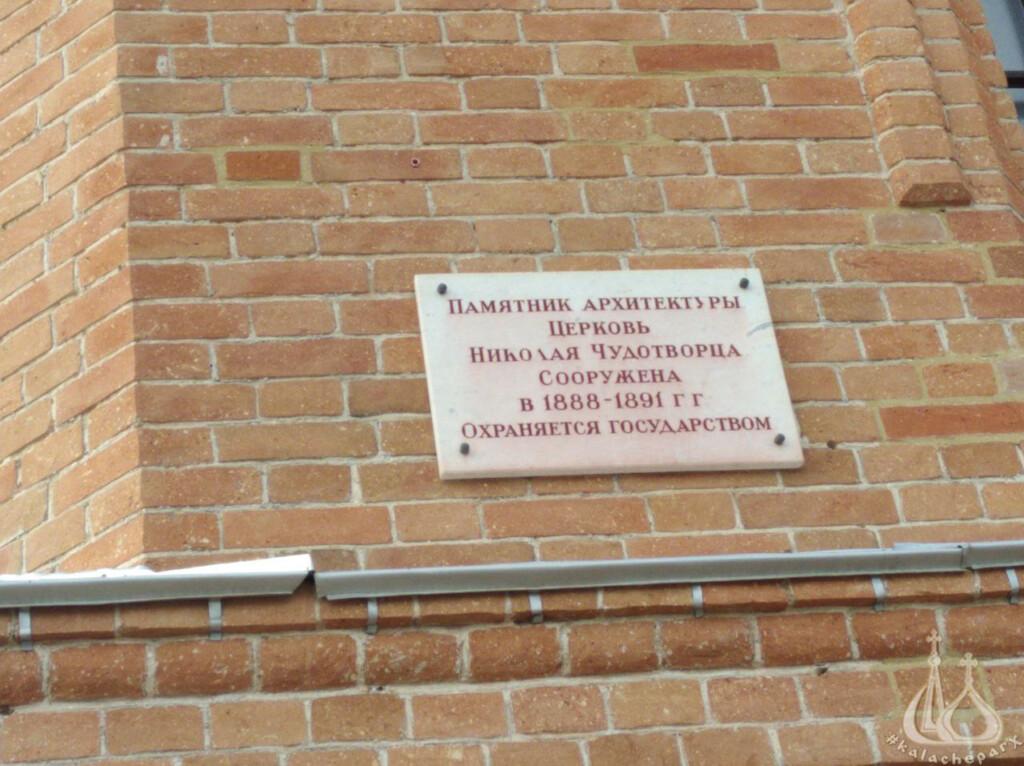 ПАМЯТНИК АРХИТЕКТУРЫ
ЦЕРКОВЬ
НИКОЛАЯ ЧУДОТВОРЦА
СООРУЖЕНА
В 1888-1891 Г Г
ОХРАНЯЕТСЯ ГОСУДАРСТВОМ
#kalacheparx